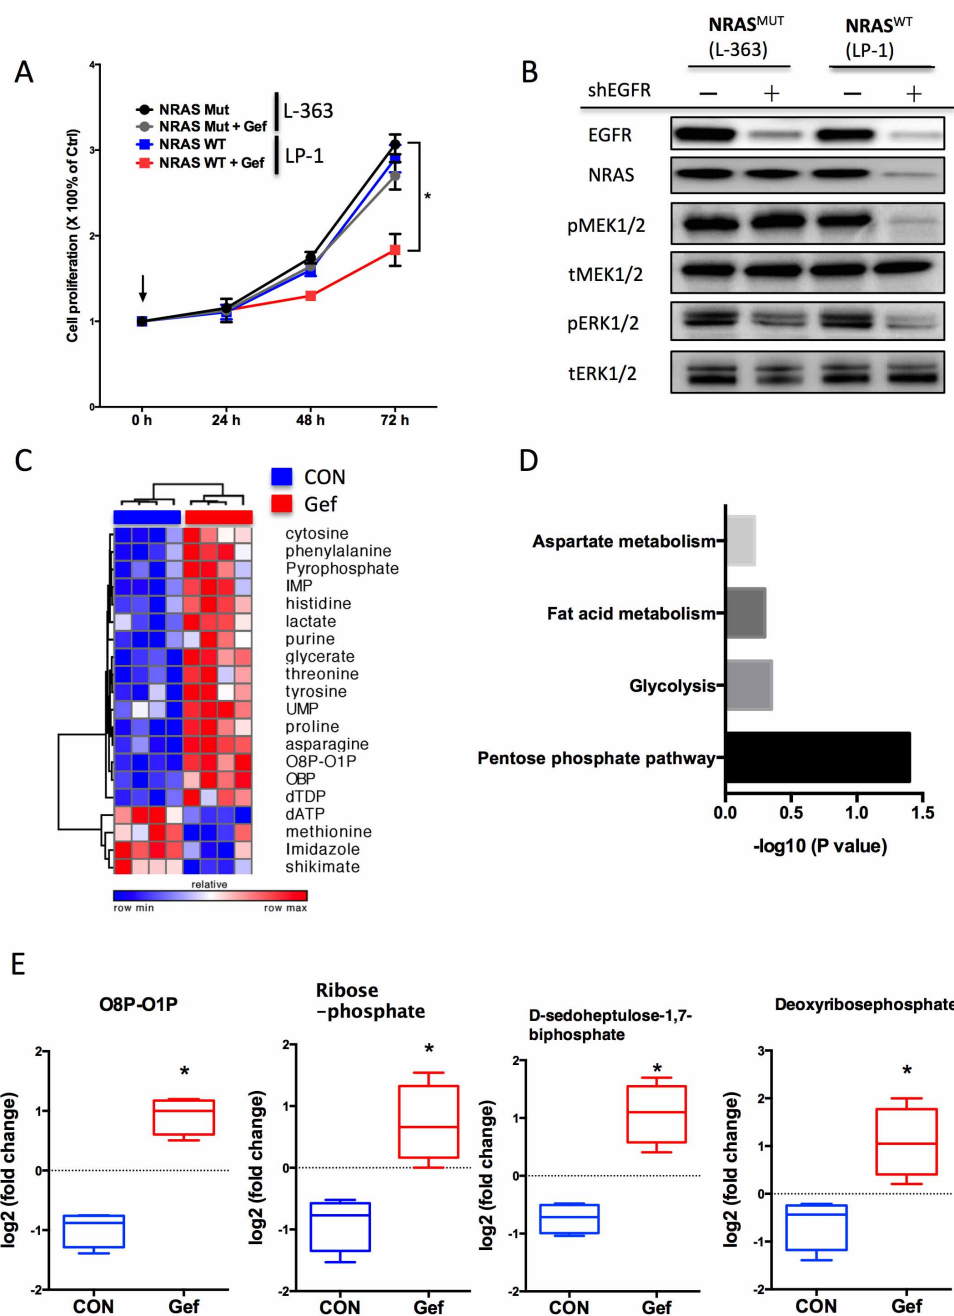 A
4
3
2
1
0
Cell proliferation (X 100% of Ctrl)
NRAS Mut
NRAS Mut + Gef
NRAS WT
NRAS WT + Gef
L-363
LP-1
*
0 h
24 h
48 h
72 h
B
NRASMUT
(L-363)
NRASWT
(LP-1)
shEGFR − + − +
EGFR
NRAS
pMEK1/2
tMEK1/2
pERK1/2
tERK1/2
C
CON
Gef
cytosine
phenylalanine
Pyrophosphate
IMP
histidine
lactate
purine
glycerate
threonine
tyrosine
UMP
proline
asparagine
O8P-O1P
OBP
dTDP
dATP
methionine
Imidazole
shikimate
relative
row min row max
D
Aspartate metabolism
Fat acid metabolism
Glycolysis
Pentose phosphate pathway
0.0 0.5 1.0 1.5
-log10 (P value)
E
O8P-O1P
log2 (fold change)
2
1
0
-1
-2
*
CON Gef
Ribose
-phosphate
log2 (fold change)
2
1
0
-1
-2
*
CON Gef
D-sedoheptulose-1,7-
biphosphate
log2 (fold change)
2
1
0
-1
-2
*
CON Gef
Deoxyribosephosphate
log2 (fold change)
3
2
1
0
-1
-2
*
CON Gef